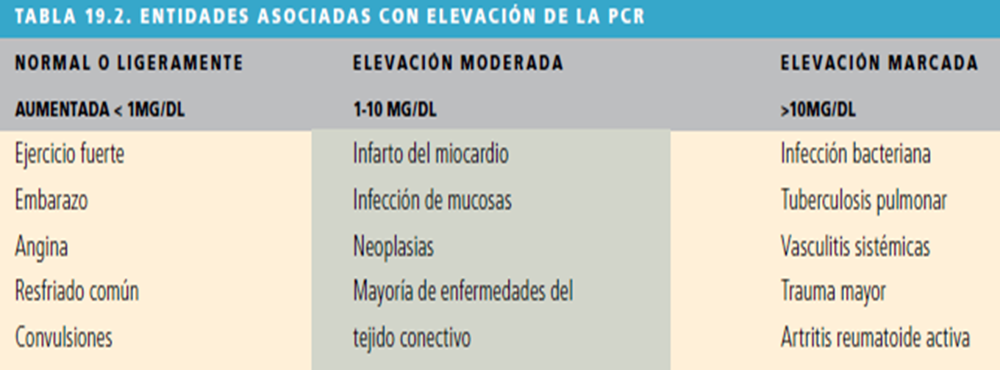 TABLA 19.2. ENTIDADES ASOCIADAS CON ELEVACIÓN DE LA PCR
NORMAL O LIGERAMENTE ELEVACIÓN MODERADA ELEVACIÓN MARCADA
AUMENTADA < 1MG/DL 1-10 MG/DL >10MG/DL
Ejercicio fuerte Infarto del miocardio Infección bacteriana
Embarazo Infección de mucosas Tuberculosis pulmonar
Angina Neoplasias Vasculitis sistémicas
Resfriado común Mayoría de enfermedades del Trauma mayor
Convulsiones tejido conectivo Artritis reumatoide activa